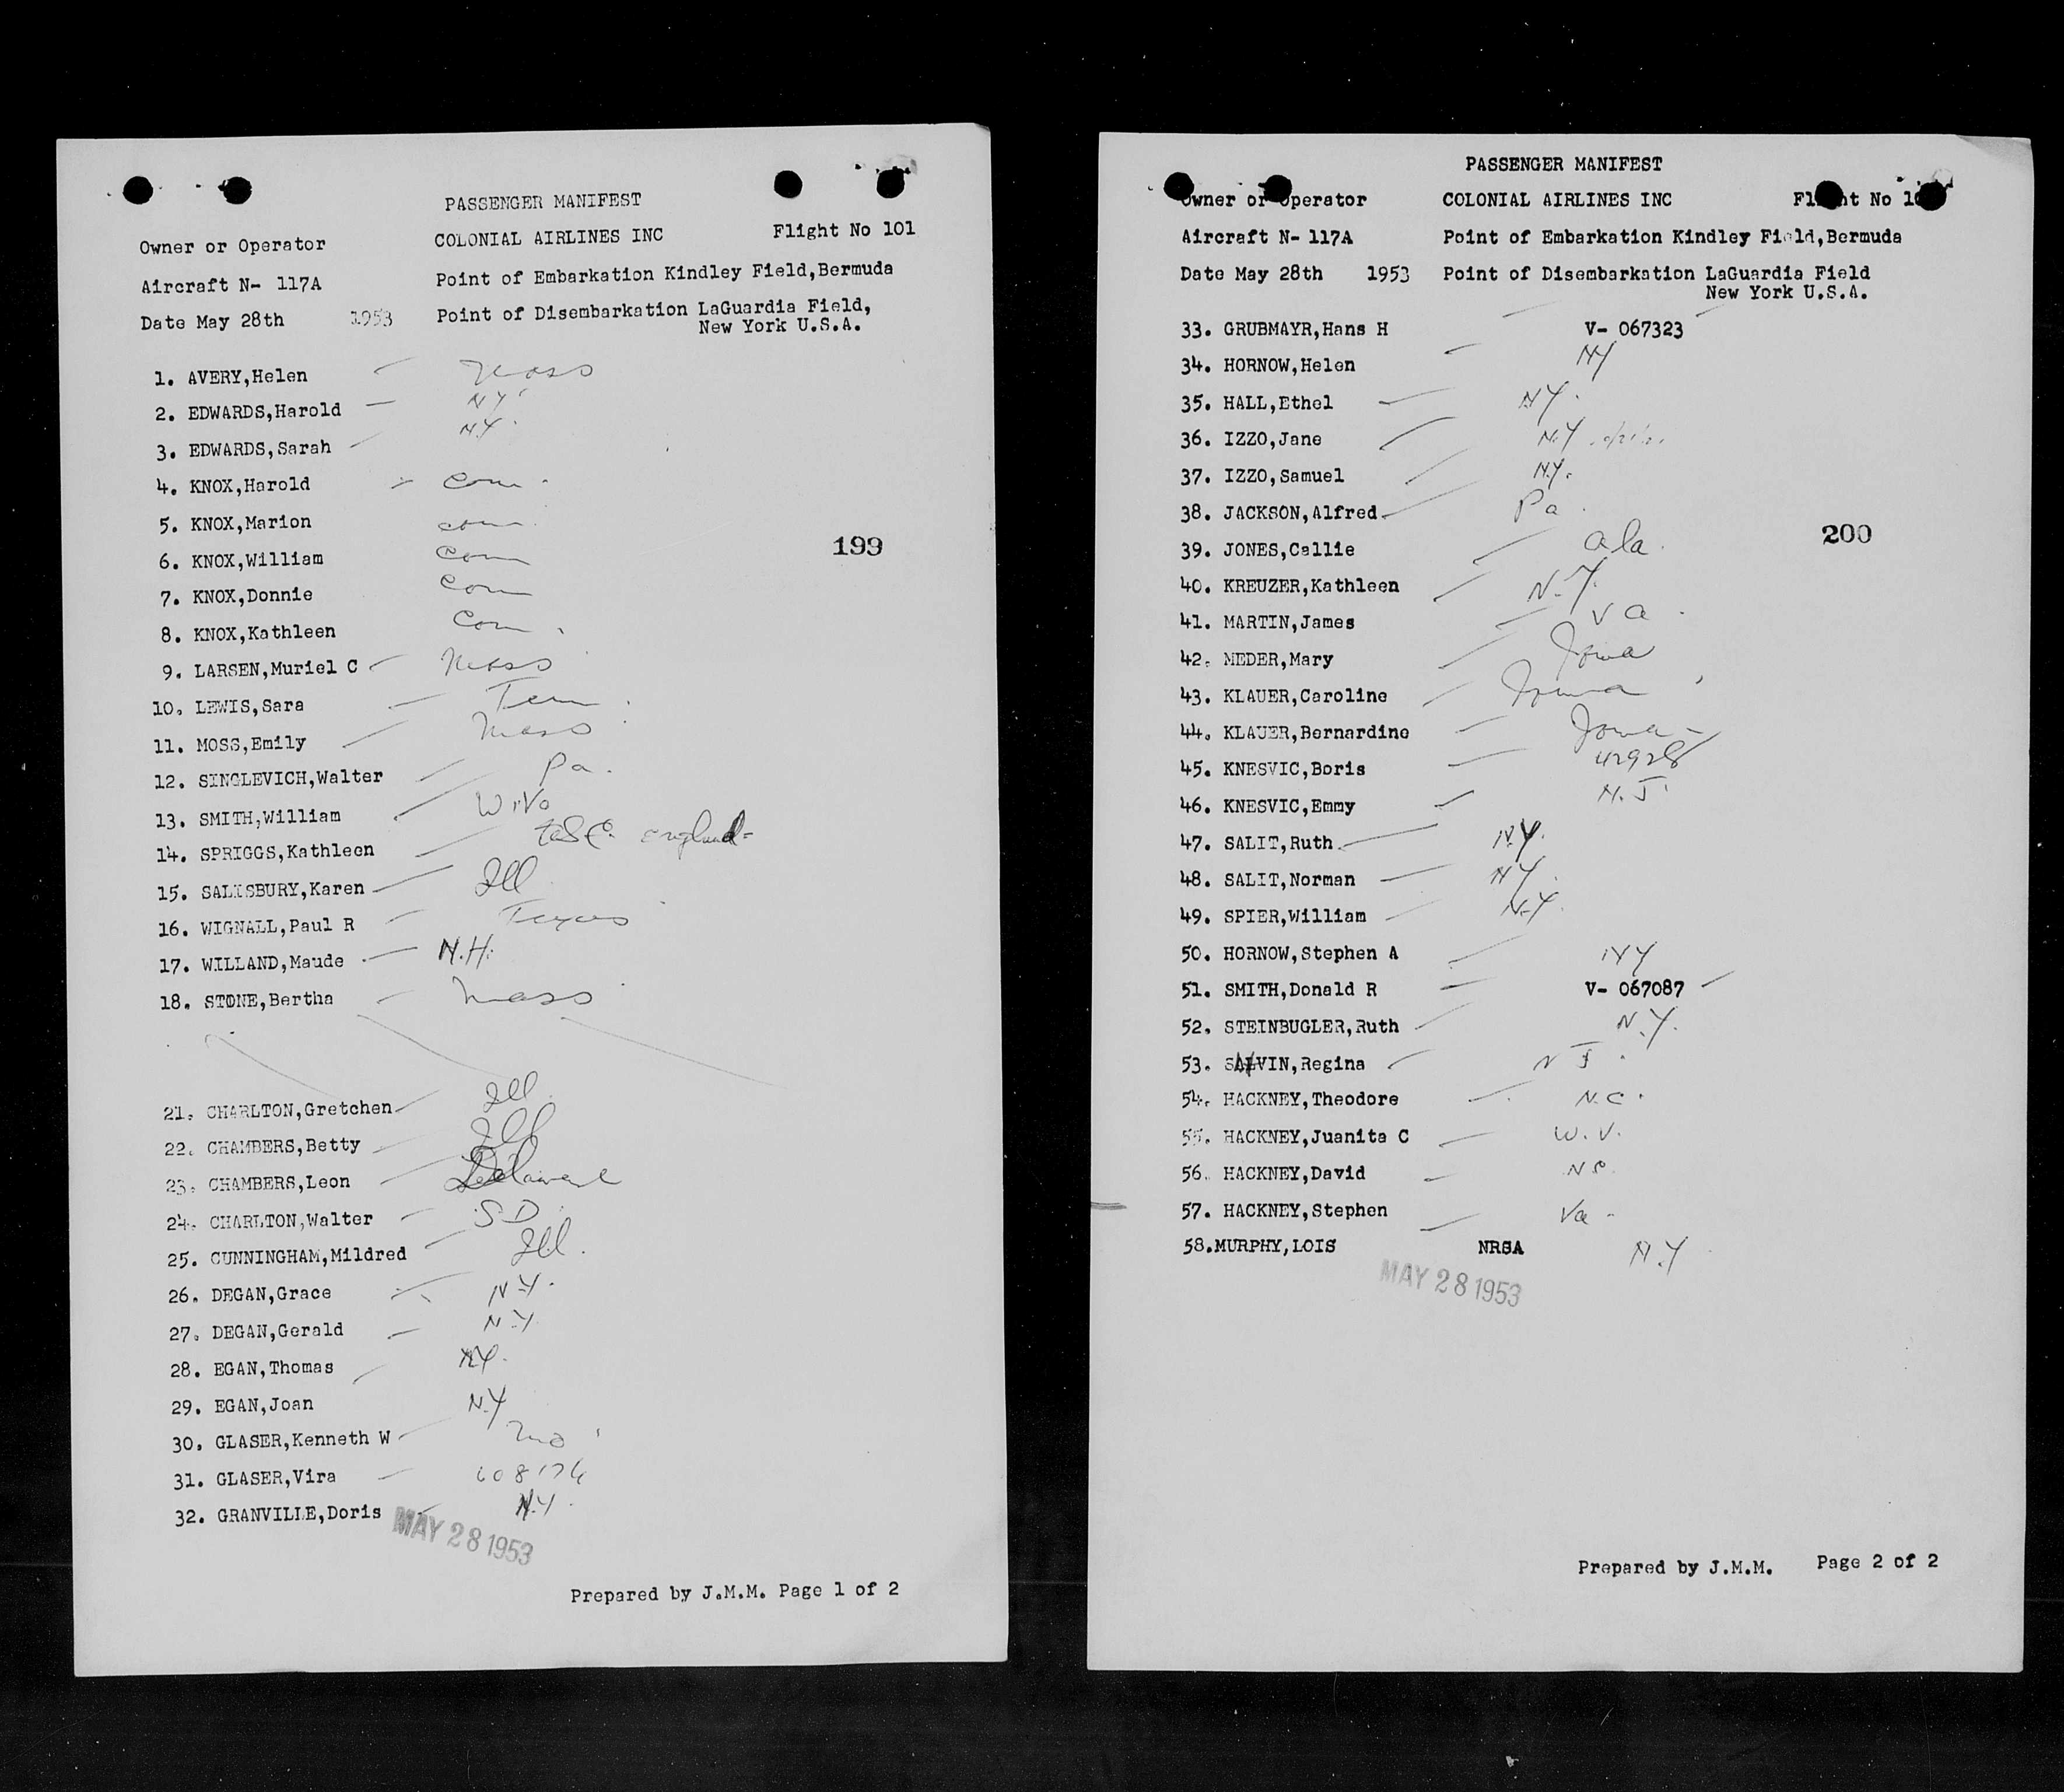 PASSENGER MANIFEST
Owner or Operator COLONIAL AIRLINES INC Flight No 101
Aircraft N- 117A Point of Embarkation Kindley Field,Bermuda
Date May 28th 1953 Point of Disembarkation LaGuardia Field,
New York U.S.A.
1. AVERY,Helen Mass
2. EDWARDS,Harold NY
3. EDWARDS,Sarah N.Y.
4. KNOX,Harold Conn.
5. KNOX,Marion Conn
199
6. KNOX,William Conn
7. KNOX,Donnie Conn
8. KNOX,Kathleen Conn.
9. LARSEN,Muriel C Mass
10. LEWIS,Sara Tenn.
11. MOSS,Emily Mass
12. SINGLEVICH,Walter Pa.
13. SMITH,William W.Va
14. SPRIGGS,Kathleen England
15. SALISBURY,Karen Ill
16. WIGNALL,Paul R Texas
17. WILLAND,Maude N.H.
18. STONE,Bertha Mass
21. CHARLTON,Gretchen Ill
22. CHAMBERS,Betty Ill
23. CHAMBERS,Leon Delaware
24. CHARLTON,Walter S D
25. CUNNINGHAM,Mildred Ill.
26. DEGAN,Grace N.Y.
27. DEGAN,Gerald N.Y.
28. EGAN,Thomas N.Y.
29. EGAN,Joan N.Y
30. GLASER,Kenneth W Mo
31. GLASER,Vira
32. GRANVILLE,Doris N.Y.
MAY 28 1953
Prepared by J.M.M. Page 1 of 2
PASSENGER MANIFEST
Owner or Operator COLONIAL AIRLINES INC
Aircraft N- 117A Point of Embarkation Kindley Field,Bermuda
Date May 28th 1953 Point of Disembarkation LaGuardia Field
New York U.S.A.
33. GRUBMAYR,Hans H V- 067323
34. HORNOW,Helen NY
35. HALL,Ethel N.Y.
36. IZZO,Jane N.Y
37. IZZO,Samuel N.Y.
38. JACKSON,Alfred Pa.
200
39. JONES,Callie ala.
40. KREUZER,Kathleen N.Y.
41. MARTIN,James Va.
42. MEDER,Mary Iowa
43. KLAUER,Caroline Iowa
44. KLAUER,Bernardine Iowa
45. KNESVIC,Boris
46. KNESVIC,Emmy N.J.
47. SALIT,Ruth N.Y.
48. SALIT,Norman N.Y.
49. SPIER,William N.Y.
50. HORNOW,Stephen A NY
51. SMITH,Donald R V- 067087
52. STEINBUGLER,Ruth N.Y.
53. Regina N J.
54. HACKNEY,Theodore N.C.
55. HACKNEY,Juanita C W.V.
56. HACKNEY,David N C.
57. HACKNEY,Stephen Va
58.MURPHY,LOIS NRSA N.Y
MAY 28 1953
Prepared by J.M.M. Page 2 of 2